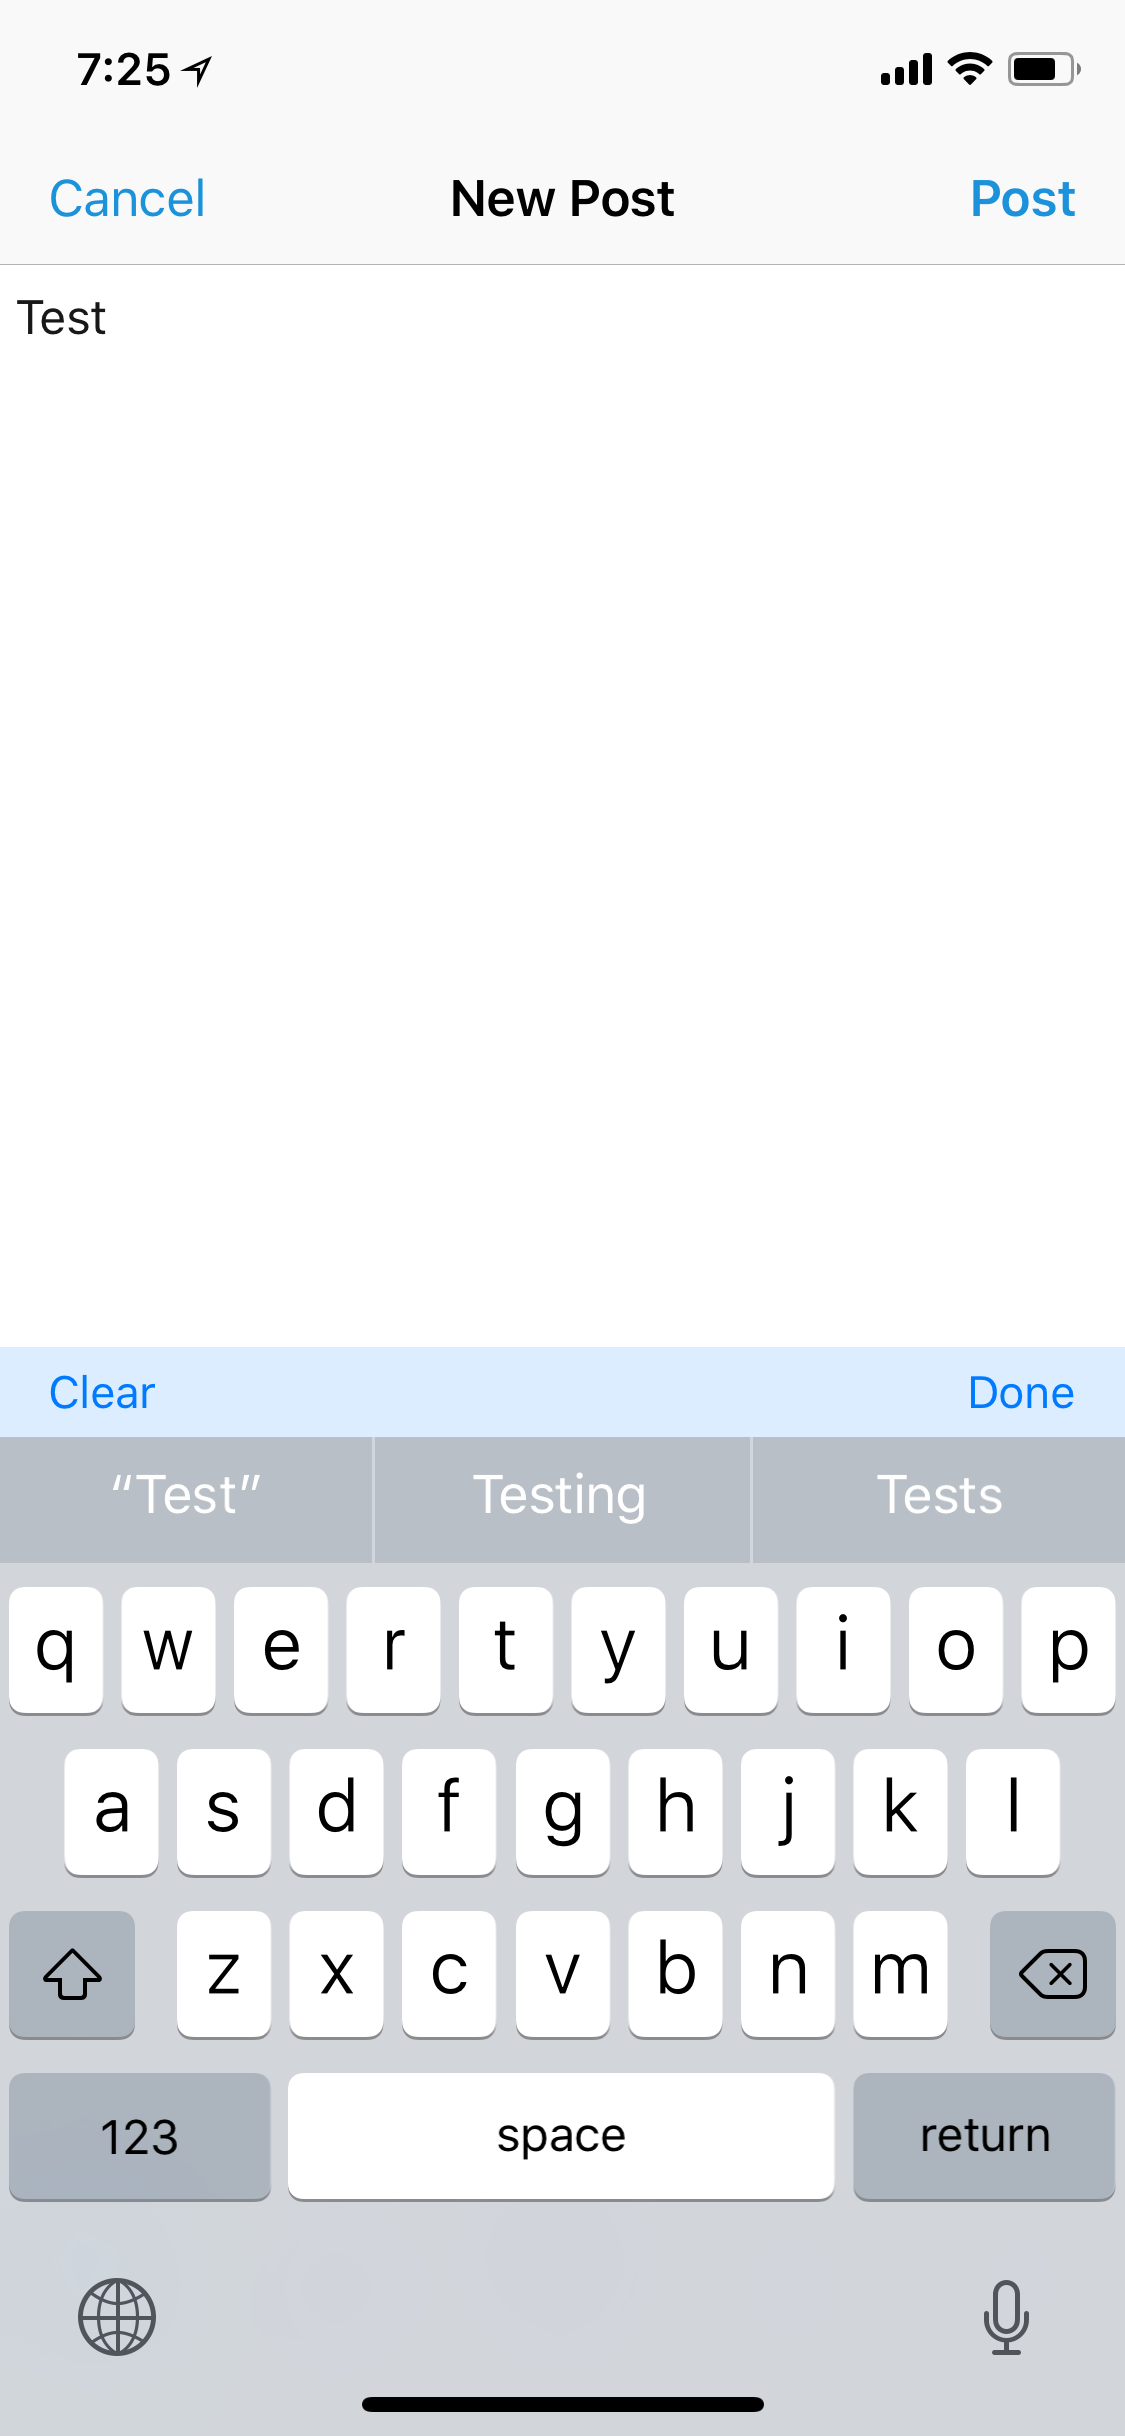 7:25
Cancel New Post Post
Test
Clear Done
“Test” Testing Tests
q w e r t y u i o p
a s d f g h j k l
z x c v b n m
123 space return